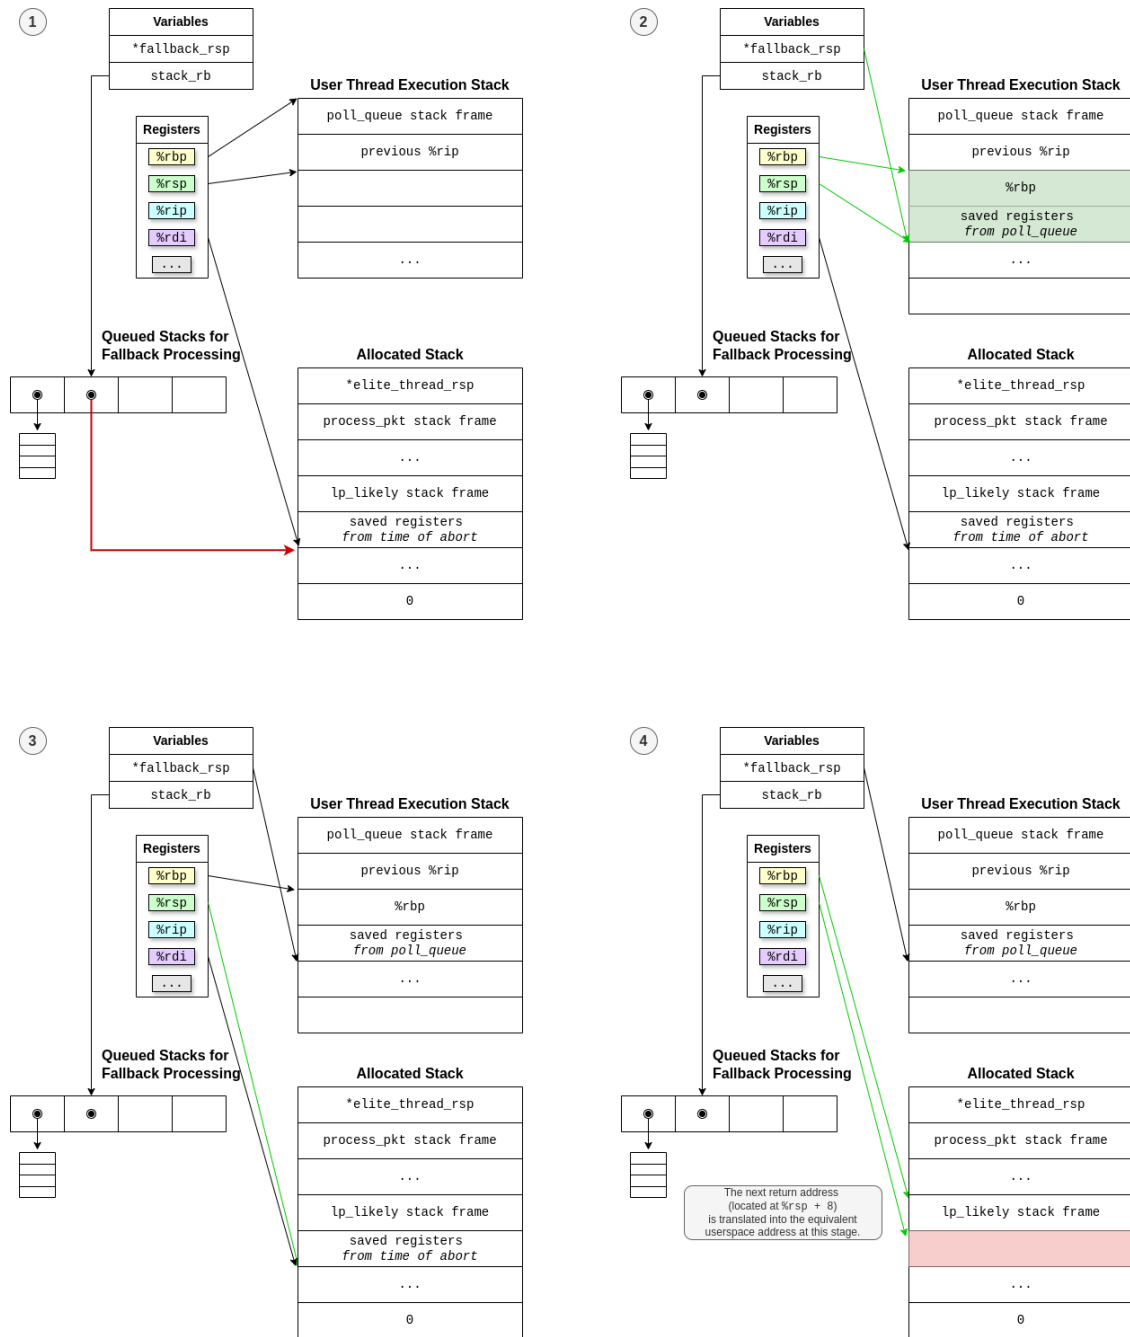 1
Variables
*fallback_rsp
stack_rb
Registers
%rbp
%rsp
%rip
%rdi
...
User Thread Execution Stack
poll_queue stack frame
previous %rip
...
Queued Stacks for
Fallback Processing
Allocated Stack
*elite_thread_rsp
process_pkt stack frame
...
lp_likely stack frame
saved registers
from time of abort
...
0
2
Variables
*fallback_rsp
stack_rb
Registers
%rbp
%rsp
%rip
%rdi
...
User Thread Execution Stack
poll_queue stack frame
previous %rip
%rbp
saved registers
from poll_queue
...
Queued Stacks for
Fallback Processing
Allocated Stack
*elite_thread_rsp
process_pkt stack frame
...
lp_likely stack frame
saved registers
from time of abort
...
0
3
Variables
*fallback_rsp
stack_rb
Registers
%rbp
%rsp
%rip
%rdi
...
User Thread Execution Stack
poll_queue stack frame
previous %rip
%rbp
saved registers
from poll_queue
...
Queued Stacks for
Fallback Processing
Allocated Stack
*elite_thread_rsp
process_pkt stack frame
...
lp_likely stack frame
saved registers
from time of abort
...
0
4
Variables
*fallback_rsp
stack_rb
Registers
%rbp
%rsp
%rip
%rdi
...
User Thread Execution Stack
poll_queue stack frame
previous %rip
%rbp
saved registers
from poll_queue
...
Queued Stacks for
Fallback Processing
Allocated Stack
*elite_thread_rsp
process_pkt stack frame
...
lp_likely stack frame
...
0
The next return address
(located at %rsp + 8)
is translated into the equivalent
userspace address at this stage.